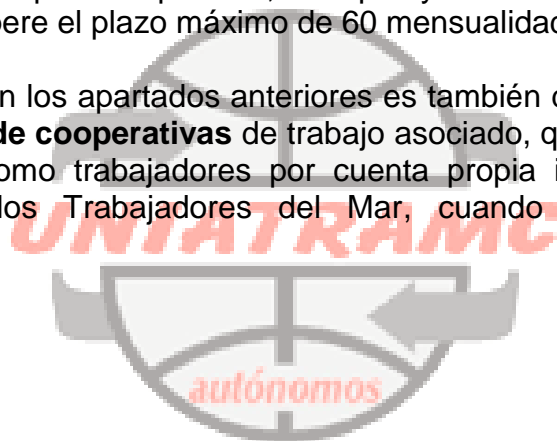 pere el plazo máximo de 60 mensualidad
n los apartados anteriores es también
de cooperativas de trabajo asociado,
omo trabajadores por cuenta propia
los Trabajadores del Mar, cuando
UNIATRAMC
autónomos